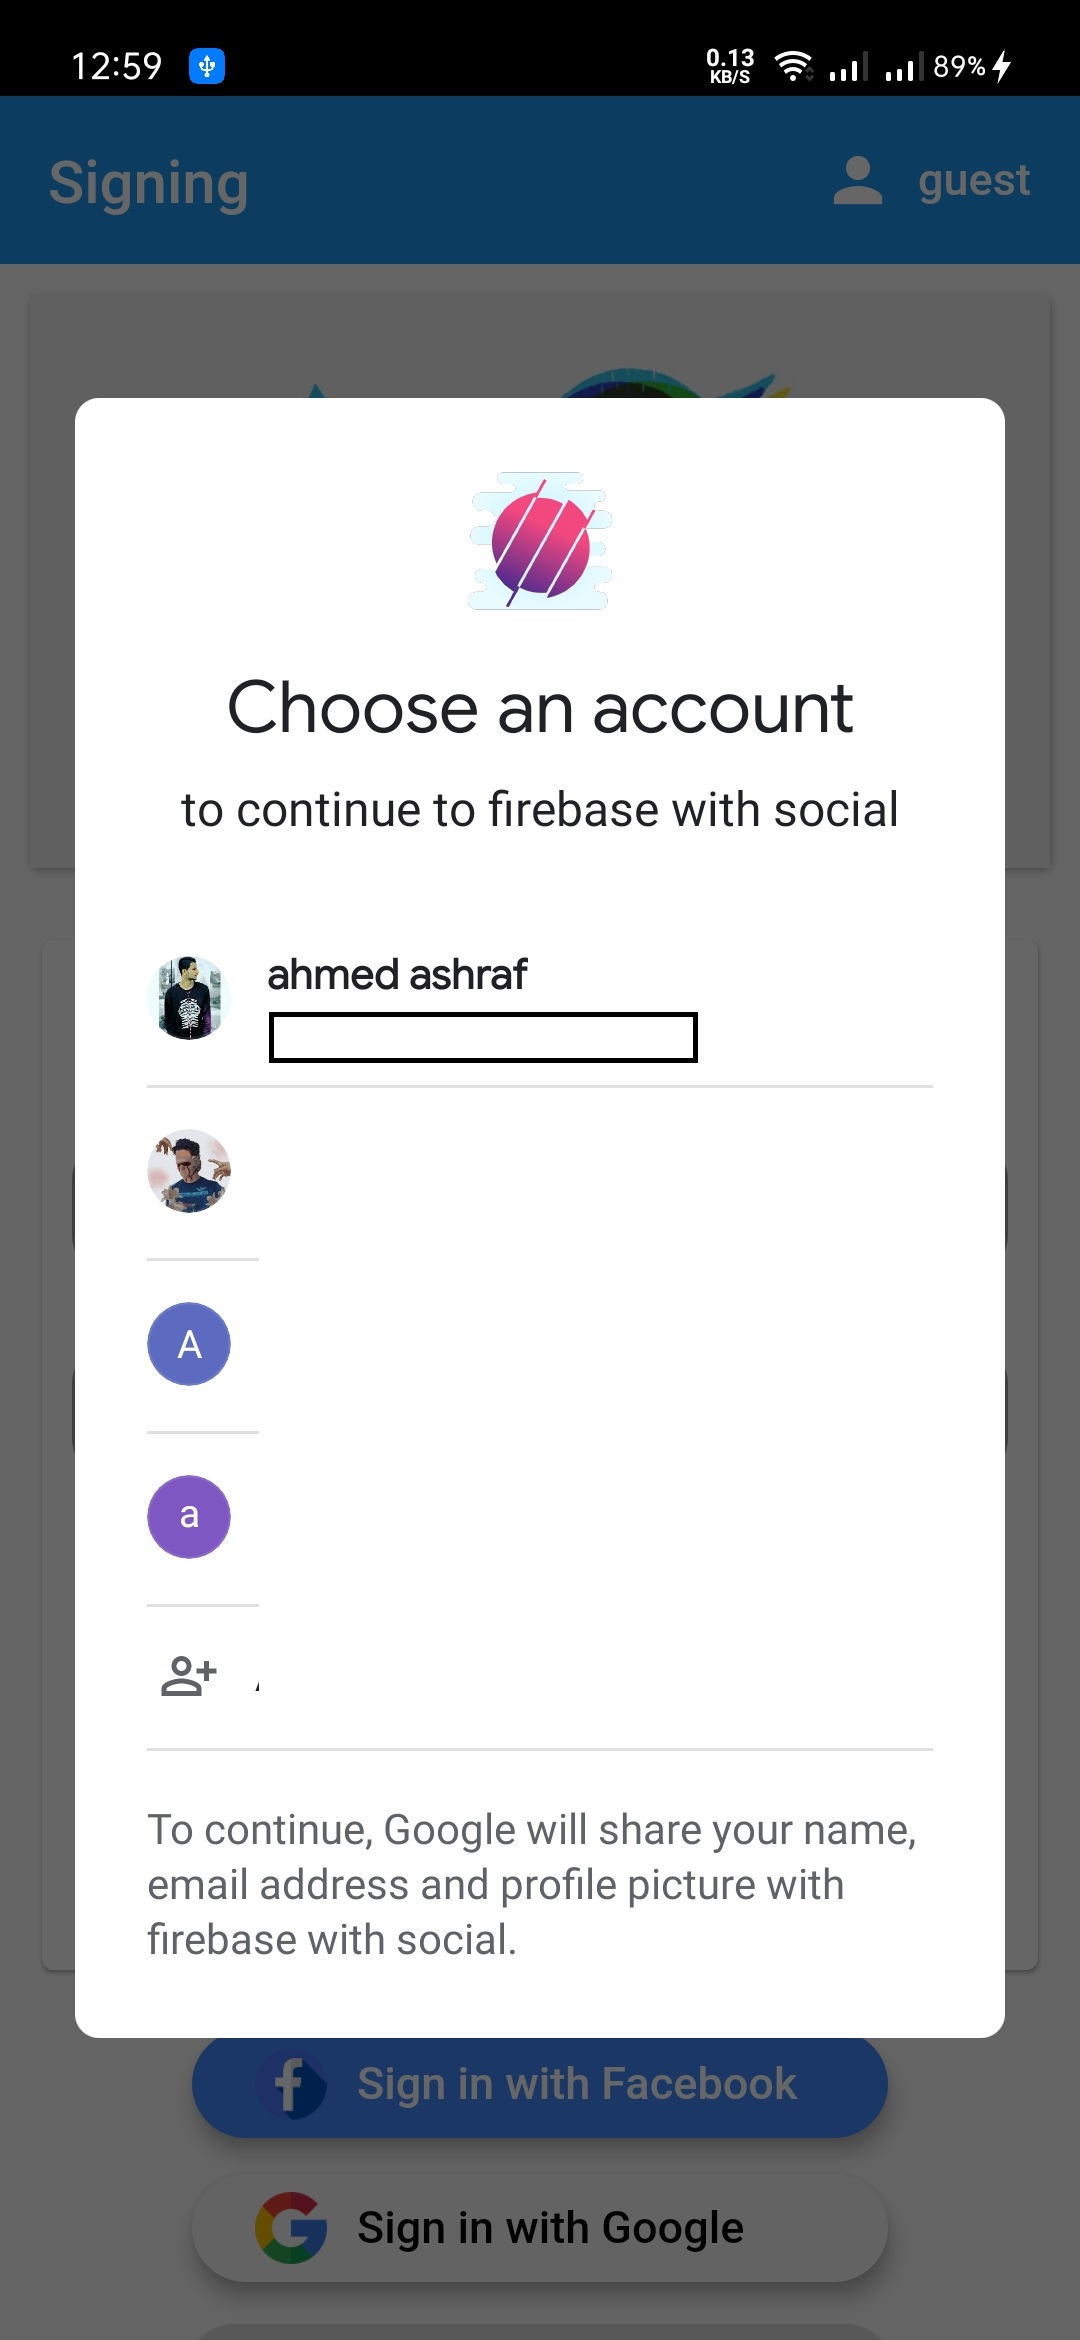 12:59
0.13
KB/S
89%
Signing
guest
Choose an account
to continue to firebase with social
ahmed ashraf
A
a
To continue, Google will share your name,
email address and profile picture with
firebase with social.
f Sign in with Facebook
G Sign in with Google